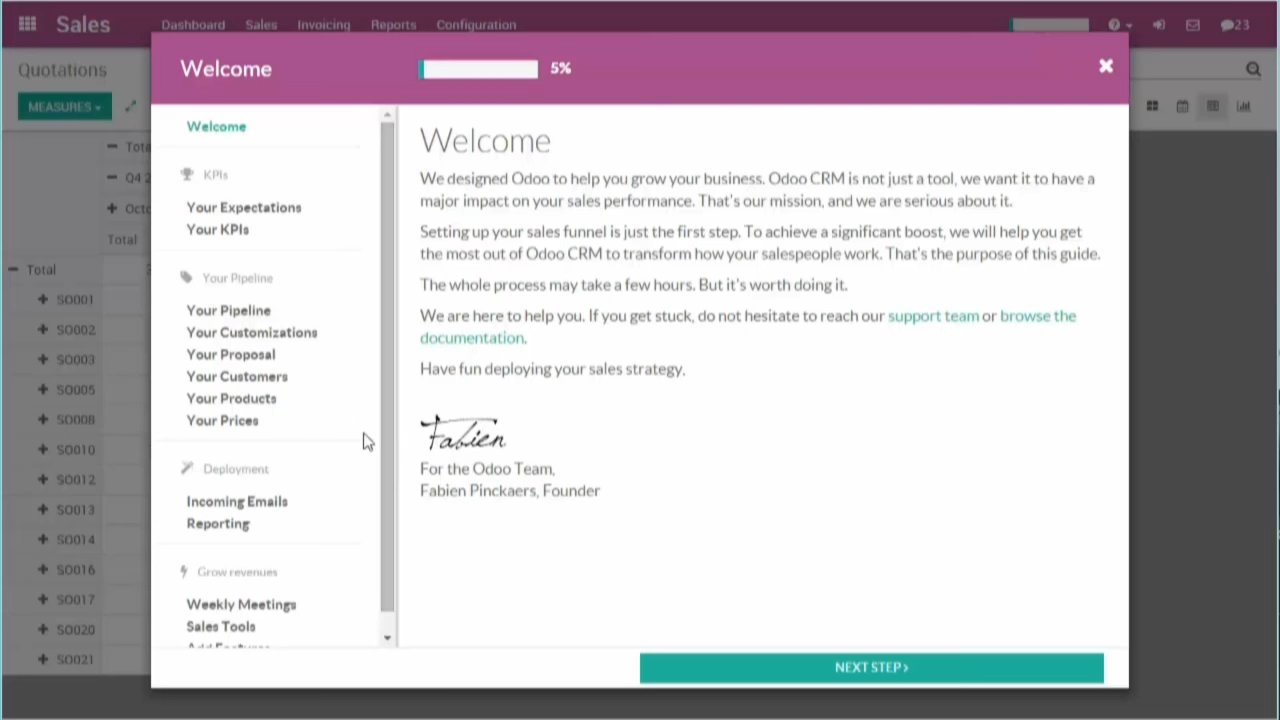 Sales
Dashboard Sales Invoicing Reports Configuration
23
Quotations
MEASURES
Welcome
5%
Total
Q4 2
Octo
Total
Total
SO001
SO002
SO003
SO005
SO008
SO010
SO012
SO013
SO014
SO016
SO017
SO020
SO021
Welcome
KPIs
Your Expectations
Your KPIs
Your Pipeline
Your Pipeline
Your Customizations
Your Proposal
Your Customers
Your Products
Your Prices
Deployment
Incoming Emails
Reporting
Grow revenues
Weekly Meetings
Sales Tools
Welcome
We designed Odoo to help you grow your business. Odoo CRM is not just a tool, we want it to have a
major impact on your sales performance. That's our mission, and we are serious about it.
Setting up your sales funnel is just the first step. To achieve a significant boost, we will help you get
the most out of Odoo CRM to transform how your salespeople work. That's the purpose of this guide.
The whole process may take a few hours. But it's worth doing it.
We are here to help you. If you get stuck, do not hesitate to reach our support team or browse the
documentation.
Have fun deploying your sales strategy.
Fabien
For the Odoo Team,
Fabien Pinckaers, Founder
NEXT STEP